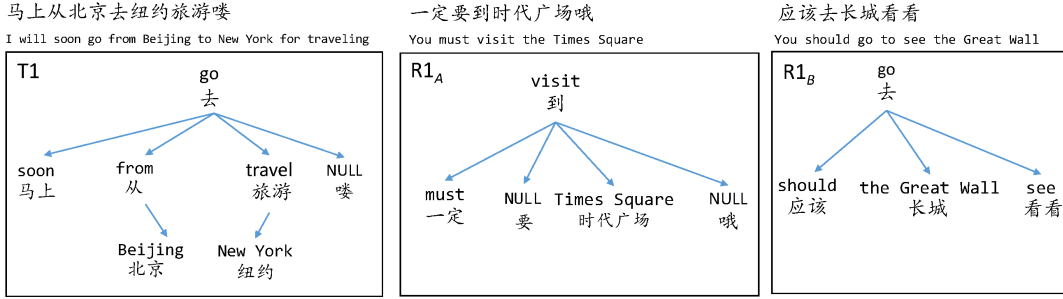 马上从北京去纽约旅游喽
I will soon go from Beijing to New York for traveling
T1
go
去
soon
马上
from
从
travel
旅游
NULL
喽
Beijing
北京
New York
纽约
一定要到时代广场哦
You must visit the Times Square
R1A
visit
到
must
一定
NULL
要
Times Square
时代广场
NULL
哦
应该去长城看看
You should go to see the Great Wall
R1B
go
去
should
应该
the Great Wall
长城
see
看看